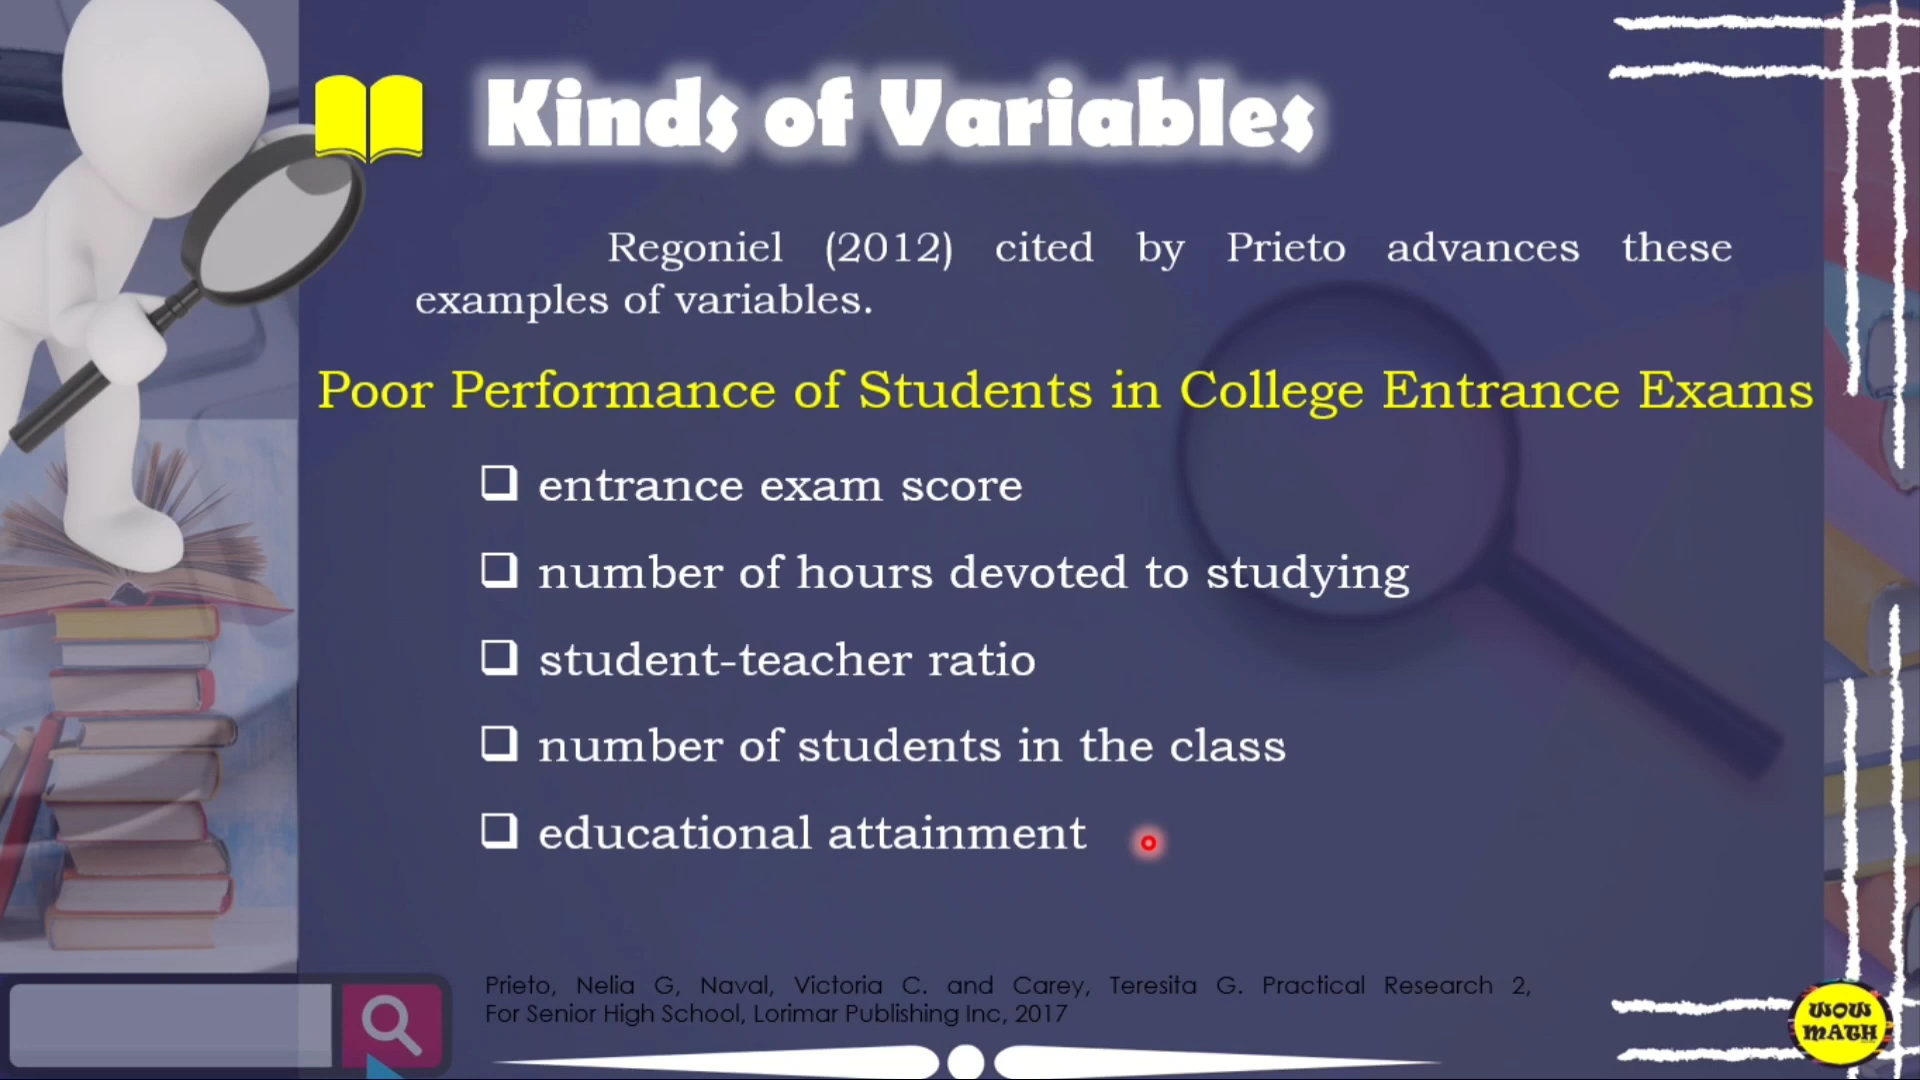 Kinds of Variables
Regoniel (2012) cited by Prieto advances these
examples of variables.
Poor Performance of Students in College Entrance Exams
entrance exam score
number of hours devoted to studying
student-teacher ratio
number of students in the class
educational attainment
Prieto, Nelia G, Naval, Victoria C. and Carey, Teresita G. Practical Research 2,
For Senior High School, Lorimar Publishing Inc, 2017
WOW
MATH